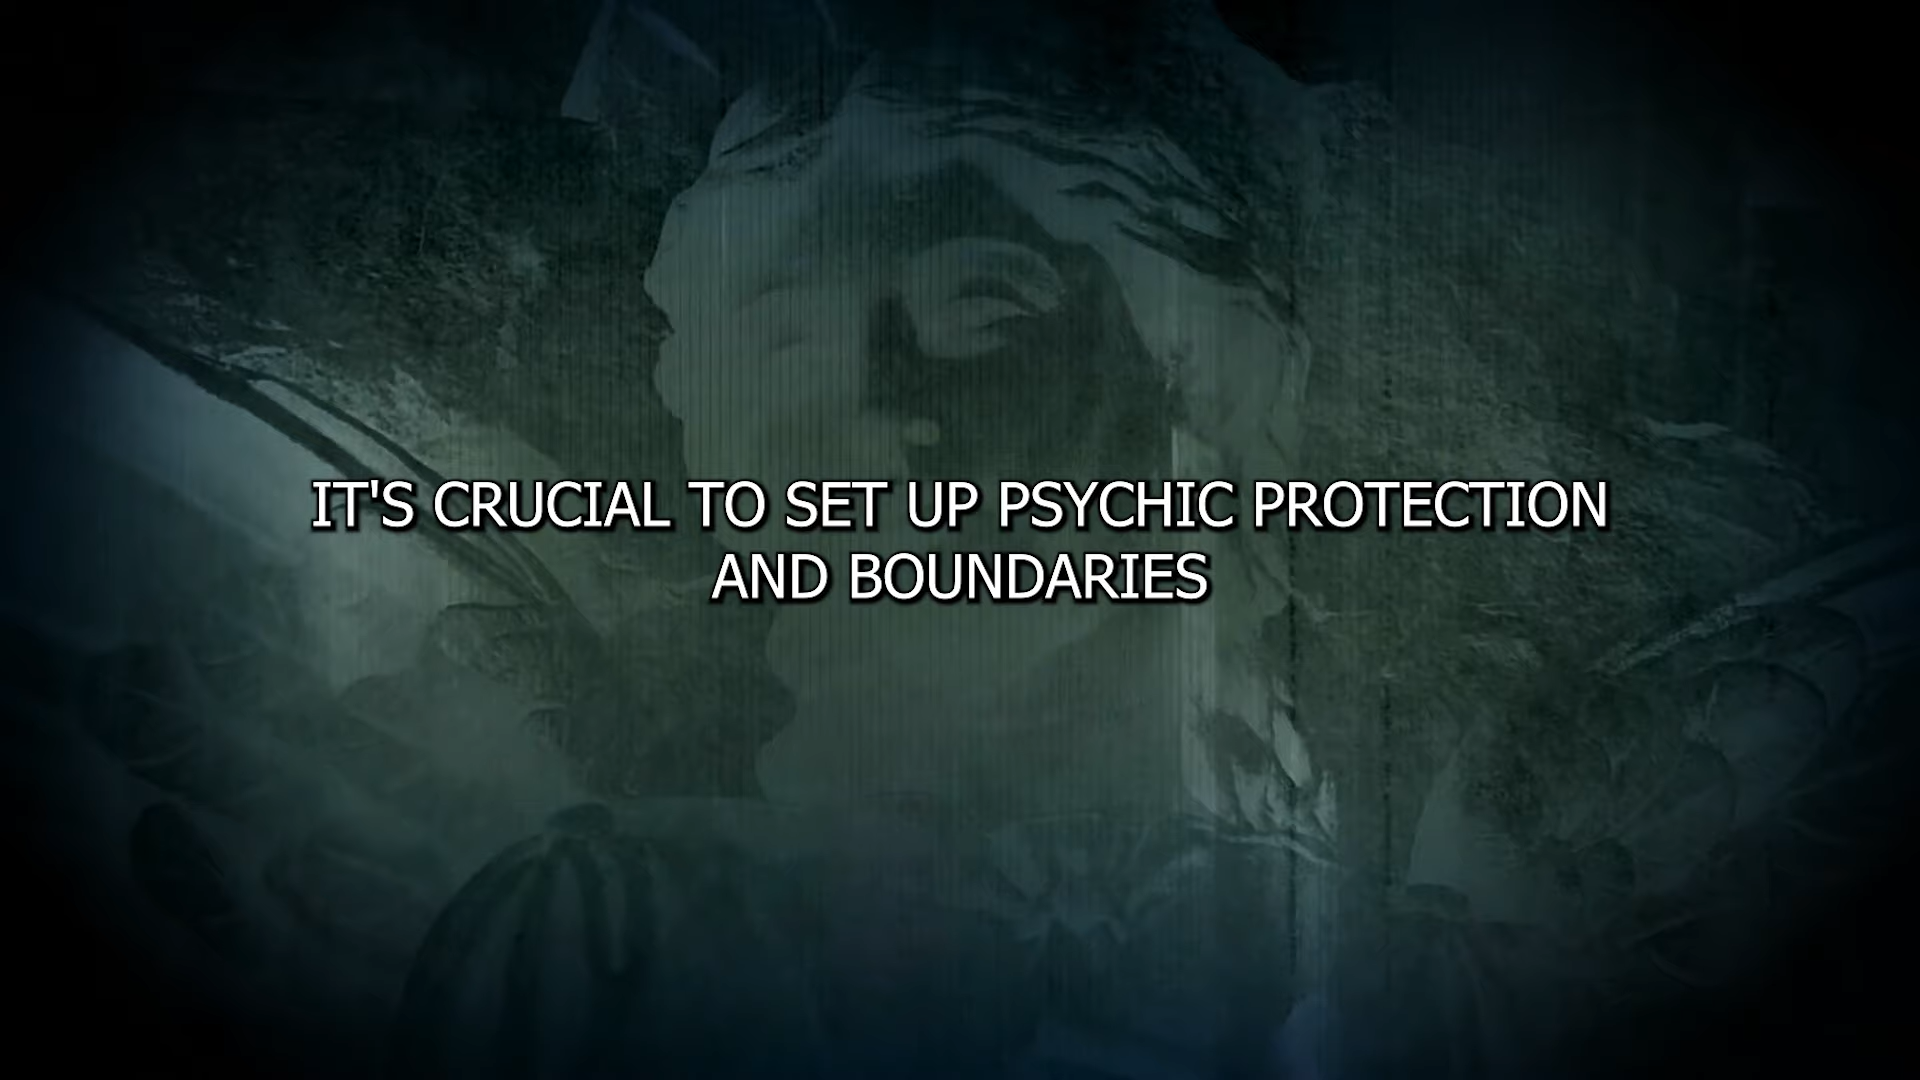 IT'S CRUCIAL TO SET UP PSYCHIC PROTECTION
AND BOUNDARIES